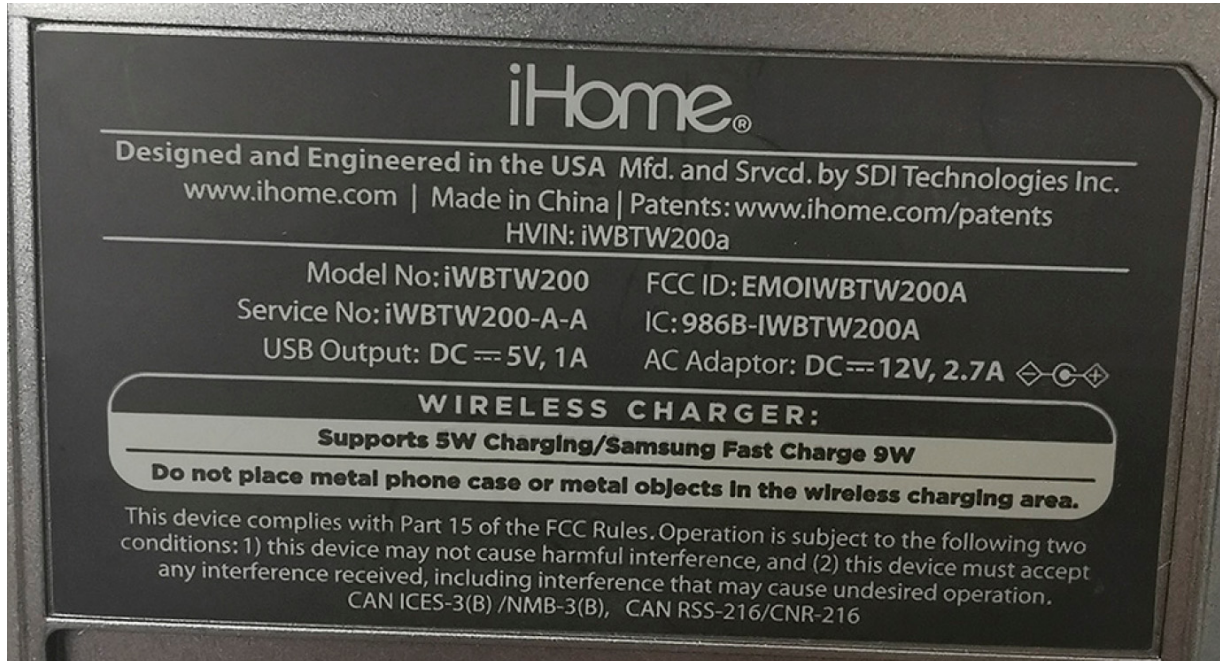 iHome®
Designed and Engineered in the USA Mfd. and Srvcd. by SDI Technologies Inc.
www.ihome.com | Made in China | Patents: www.ihome.com/patents
HVIN: iWBTW200a
Model No: iWBTW200 FCC ID: EMOIWBTW200A
Service No: iWBTW200-A-A IC: 986B-IWBTW200A
USB Output: DC ⎓ 5V, 1A AC Adaptor: DC ⎓ 12V, 2.7A
WIRELESS CHARGER:
Supports 5W Charging/Samsung Fast Charge 9W
Do not place metal phone case or metal objects in the wireless charging area.
This device complies with Part 15 of the FCC Rules. Operation is subject to the following two
conditions: 1) this device may not cause harmful interference, and (2) this device must accept
any interference received, including interference that may cause undesired operation.
CAN ICES-3(B) /NMB-3(B), CAN RSS-216/CNR-216